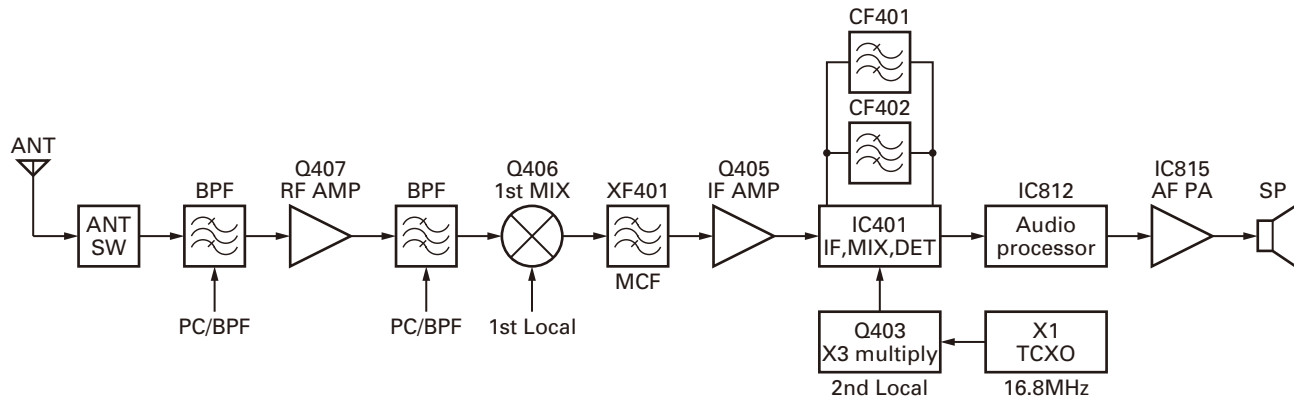 CF401
CF402
ANT
ANT
SW
BPF
Q407
RF AMP
BPF
Q406
1st MIX
XF401
MCF
Q405
IF AMP
IC401
IF,MIX,DET
IC812
Audio
processor
IC815
AF PA
SP
PC/BPF
PC/BPF
1st Local
Q403
X3 multiply
2nd Local
X1
TCXO
16.8MHz